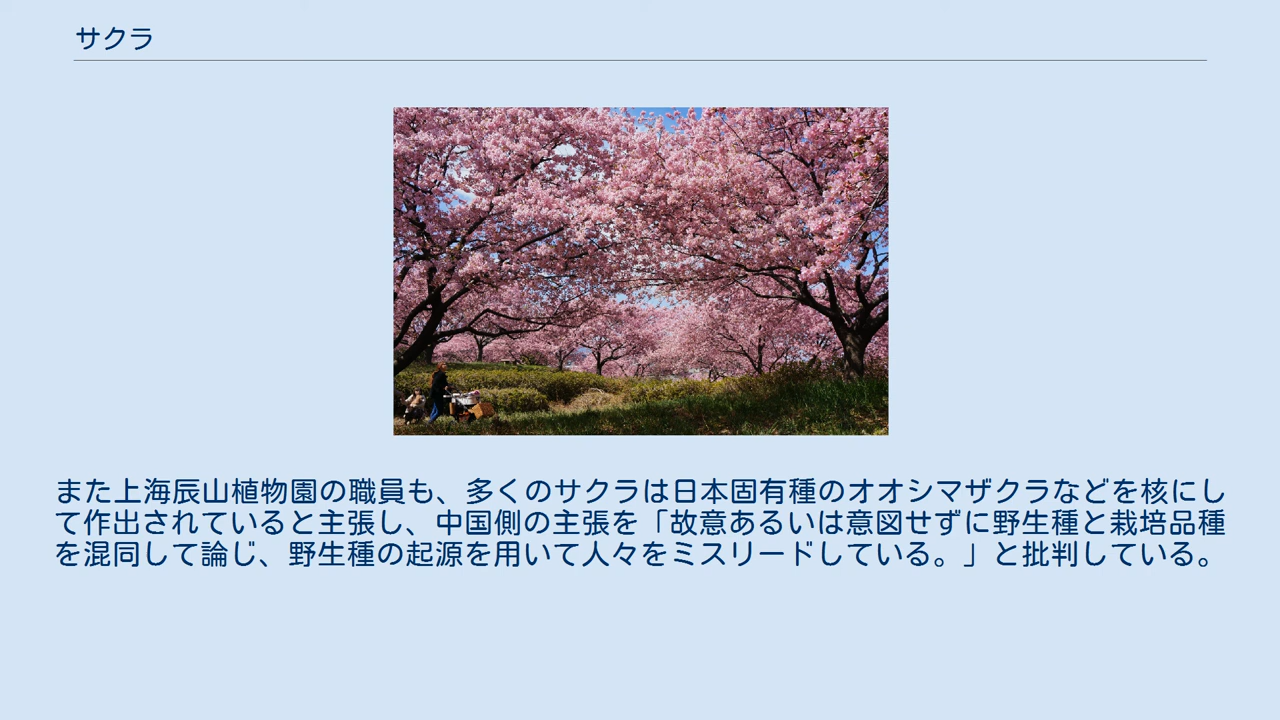 サクラ
また上海辰山植物園の職員も、多くのサクラは日本固有種のオオシマザクラなどを核にし
て作出されていると主張し、中国側の主張を「故意あるいは意図せずに野生種と栽培品種
を混同して論じ、野生種の起源を用いて人々をミスリードしている。」と批判している。